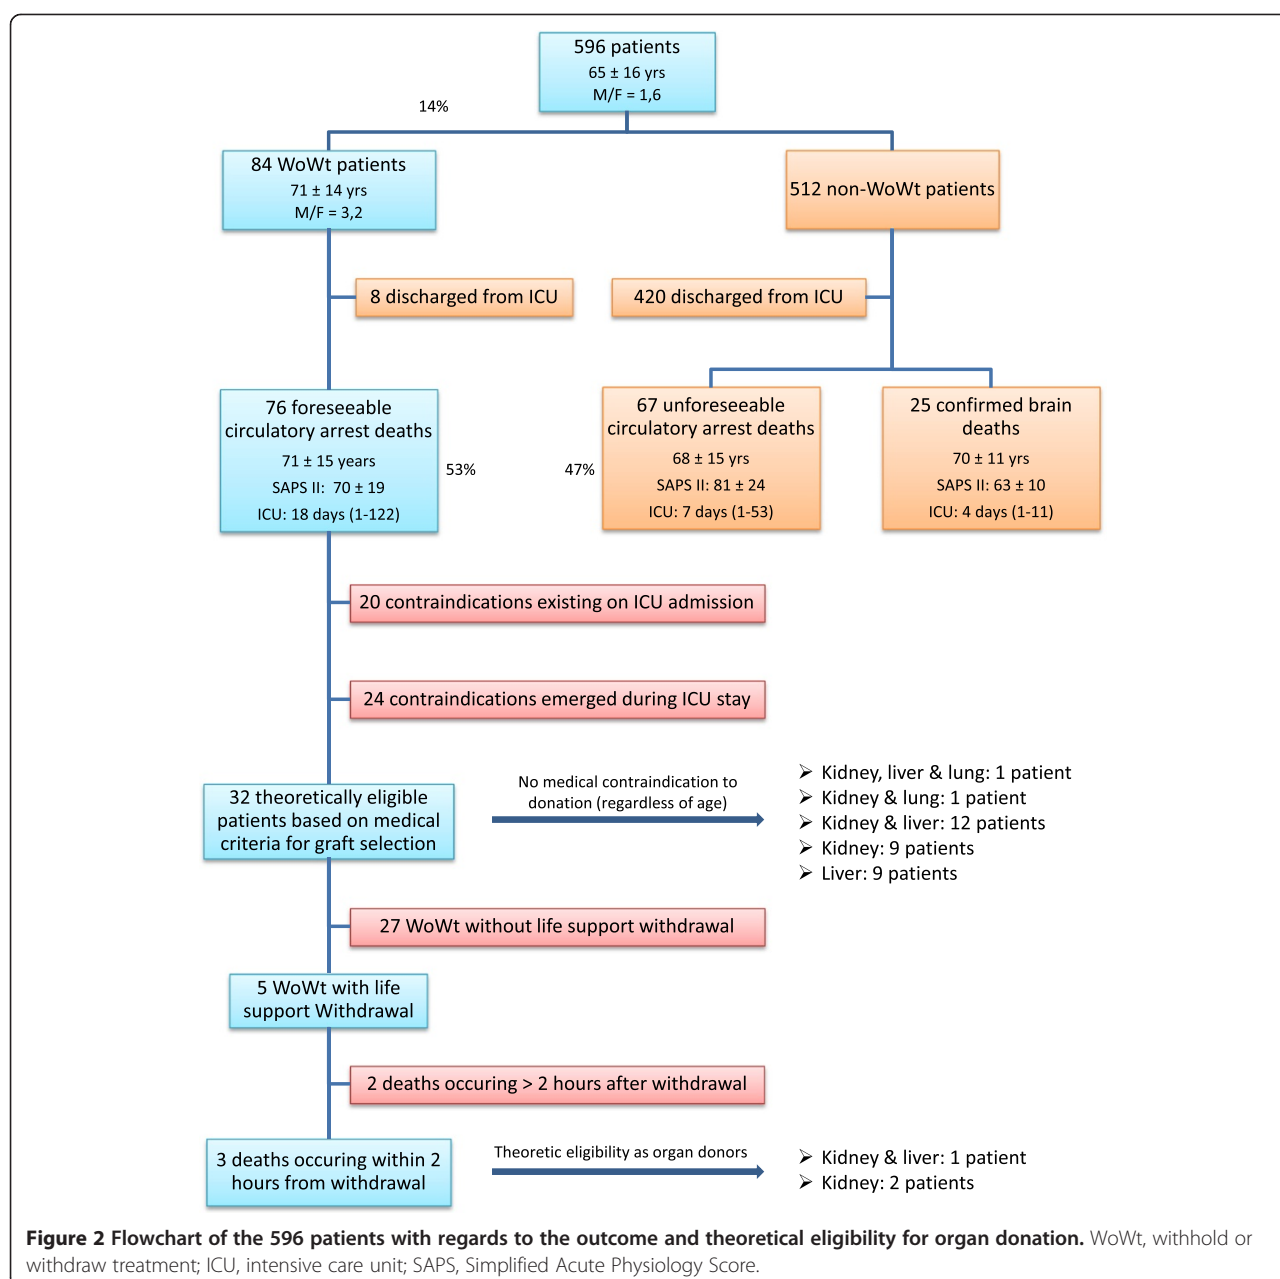 596 patients
65 ± 16 yrs
M/F = 1,6
14%
84 WoWt patients
71 ± 14 yrs
M/F = 3,2
512 non-WoWt patients
8 discharged from ICU
420 discharged from ICU
76 foreseeable
circulatory arrest deaths
71 ± 15 years
SAPS II: 70 ± 19
ICU: 18 days (1-122)
53%
47%
67 unforeseeable
circulatory arrest deaths
68 ± 15 yrs
SAPS II: 81 ± 24
ICU: 7 days (1-53)
25 confirmed brain
deaths
70 ± 11 yrs
SAPS II: 63 ± 10
ICU: 4 days (1-11)
20 contraindications existing on ICU admission
24 contraindications emerged during ICU stay
32 theoretically eligible
patients based on medical
criteria for graft selection
No medical contraindication to
donation (regardless of age)
➢ Kidney, liver & lung: 1 patient
➢ Kidney & lung: 1 patient
➢ Kidney & liver: 12 patients
➢ Kidney: 9 patients
➢ Liver: 9 patients
27 WoWt without life support withdrawal
5 WoWt with life
support Withdrawal
2 deaths occuring > 2 hours after withdrawal
3 deaths occuring within 2
hours from withdrawal
Theoretic eligibility as organ donors
➢ Kidney & liver: 1 patient
➢ Kidney: 2 patients
Figure 2 Flowchart of the 596 patients with regards to the outcome and theoretical eligibility for organ donation. WoWt, withhold or
withdraw treatment; ICU, intensive care unit; SAPS, Simplified Acute Physiology Score.